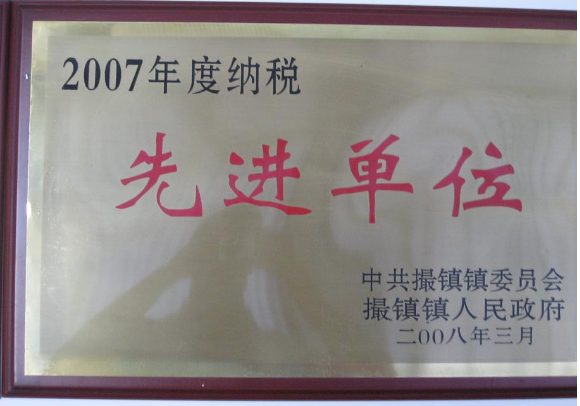 2007年度纳税
先进单位
中共撮镇镇委员会
撮镇镇人民政府
二00八年三月